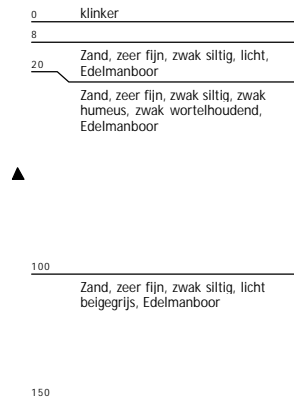 0 klinker
8
Zand, zeer fijn, zwak siltig, licht,
20 Edelmanboor
Zand, zeer fijn, zwak siltig, zwak
humeus, zwak wortelhoudend,
Edelmanboor
100
Zand, zeer fijn, zwak siltig, licht
beigegrijs, Edelmanboor
150